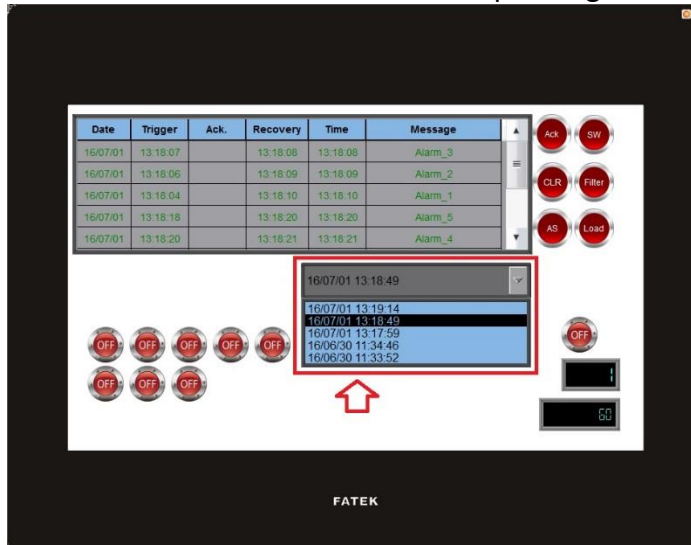 Date Trigger Ack. Recovery Time Message
16/07/01 13:18:07 13:18:08 13:18:08 Alarm_3
16/07/01 13:18:06 13:18:09 13:18:09 Alarm_2
16/07/01 13:18:04 13:18:10 13:18:10 Alarm_1
16/07/01 13:18:18 13:18:20 13:18:20 Alarm_5
16/07/01 13:18:20 13:18:21 13:18:21 Alarm_4
Ack SW
CLR Filter
AS Load
16/07/01 13:18:49
16/07/01 13:19:14
16/07/01 13:18:49
16/07/01 13:17:59
16/06/30 11:34:46
16/06/30 11:33:52
OFF OFF OFF OFF OFF
OFF OFF OFF
OFF
1
60
FATEK